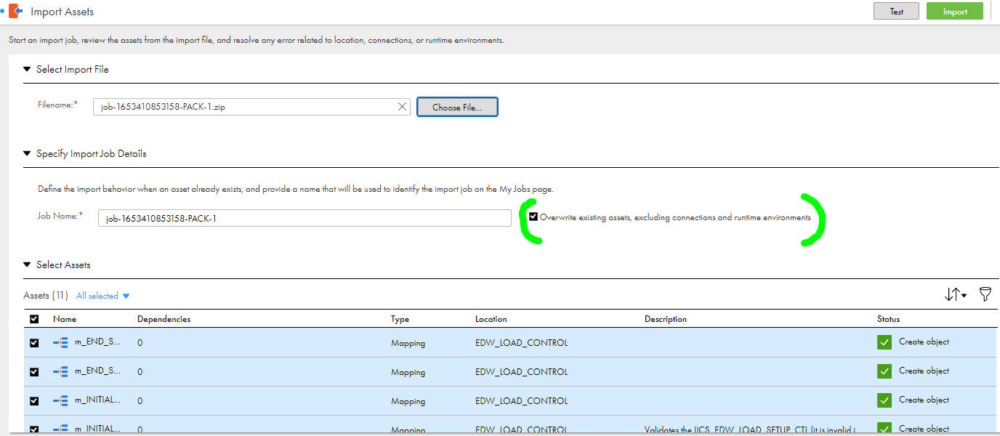 Import Assets
Test
Import
Start an import job, review the assets from the import file, and resolve any error related to location, connections, or runtime environments.
Select Import File
Filename:*
job-1653410853158-PACK-1.zip
Choose File...
Specify Import Job Details
Define the import behavior when an asset already exists, and provide a name that will be used to identify the import job on the My Jobs page.
Job Name:*
job-1653410853158-PACK-1
Overwrite existing assets, excluding connections and runtime environments
Select Assets
Assets (11) All selected
Name Dependencies Type Location Description Status
m_END_S... 0 Mapping EDW_LOAD_CONTROL Create object
m_END_S... 0 Mapping EDW_LOAD_CONTROL Create object
m_INITIAL... 0 Mapping EDW_LOAD_CONTROL Create object
m_INITIAL... 0 Mapping EDW_LOAD_CONTROL Validates the IICS_EDW_LOAD_SETUP_CTL (it is invalid i Create object